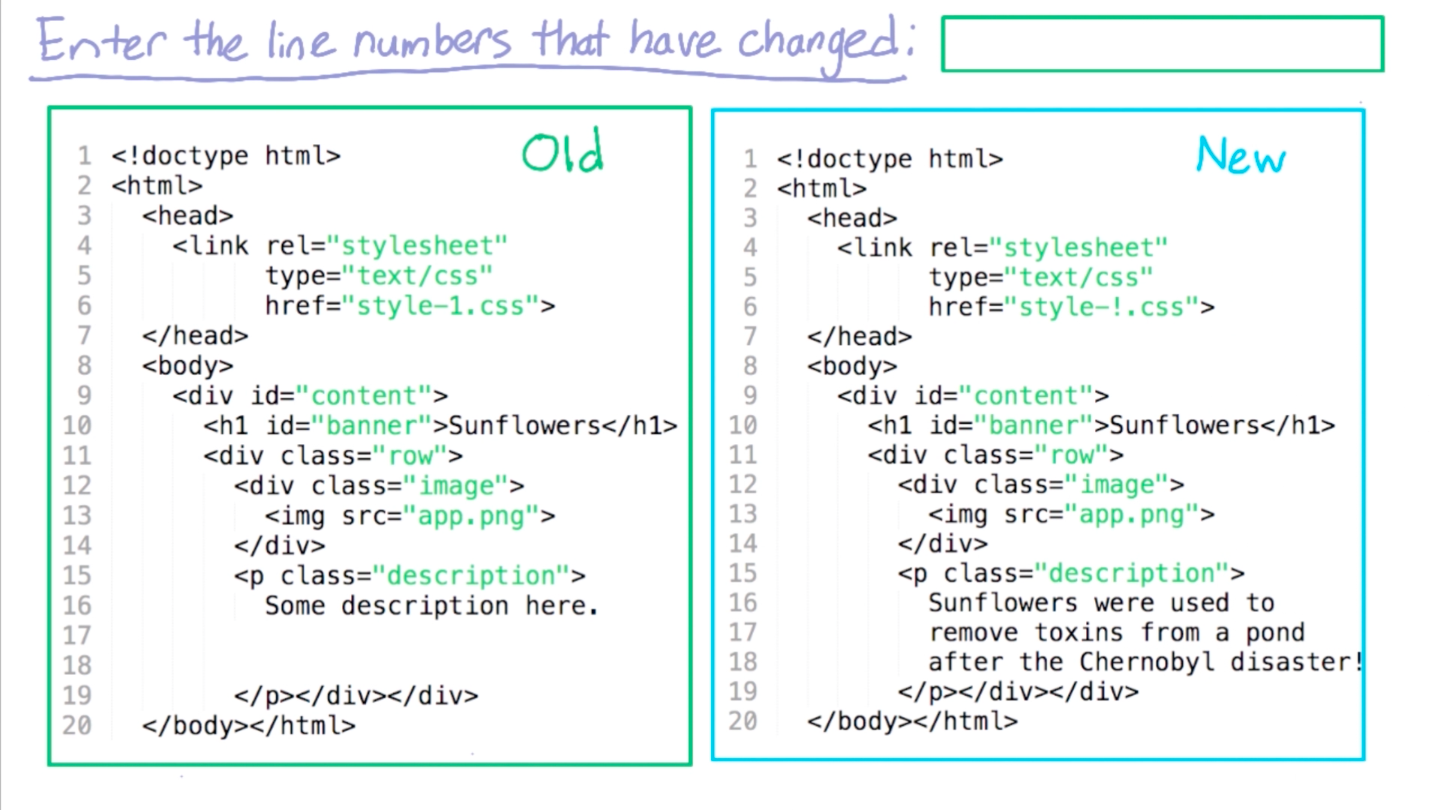 Enter the line numbers that have changed:
Old
1 <!doctype html>
2 <html>
3   <head>
4     <link rel="stylesheet"
5           type="text/css"
6           href="style-1.css">
7   </head>
8   <body>
9     <div id="content">
10       <h1 id="banner">Sunflowers</h1>
11       <div class="row">
12         <div class="image">
13           <img src="app.png">
14         </div>
15         <p class="description">
16           Some description here.
17
18
19         </p></div></div>
20   </body></html>
New
1 <!doctype html>
2 <html>
3   <head>
4     <link rel="stylesheet"
5           type="text/css"
6           href="style-!.css">
7   </head>
8   <body>
9     <div id="content">
10       <h1 id="banner">Sunflowers</h1>
11       <div class="row">
12         <div class="image">
13           <img src="app.png">
14         </div>
15         <p class="description">
16           Sunflowers were used to
17           remove toxins from a pond
18           after the Chernobyl disaster!
19         </p></div></div>
20   </body></html>